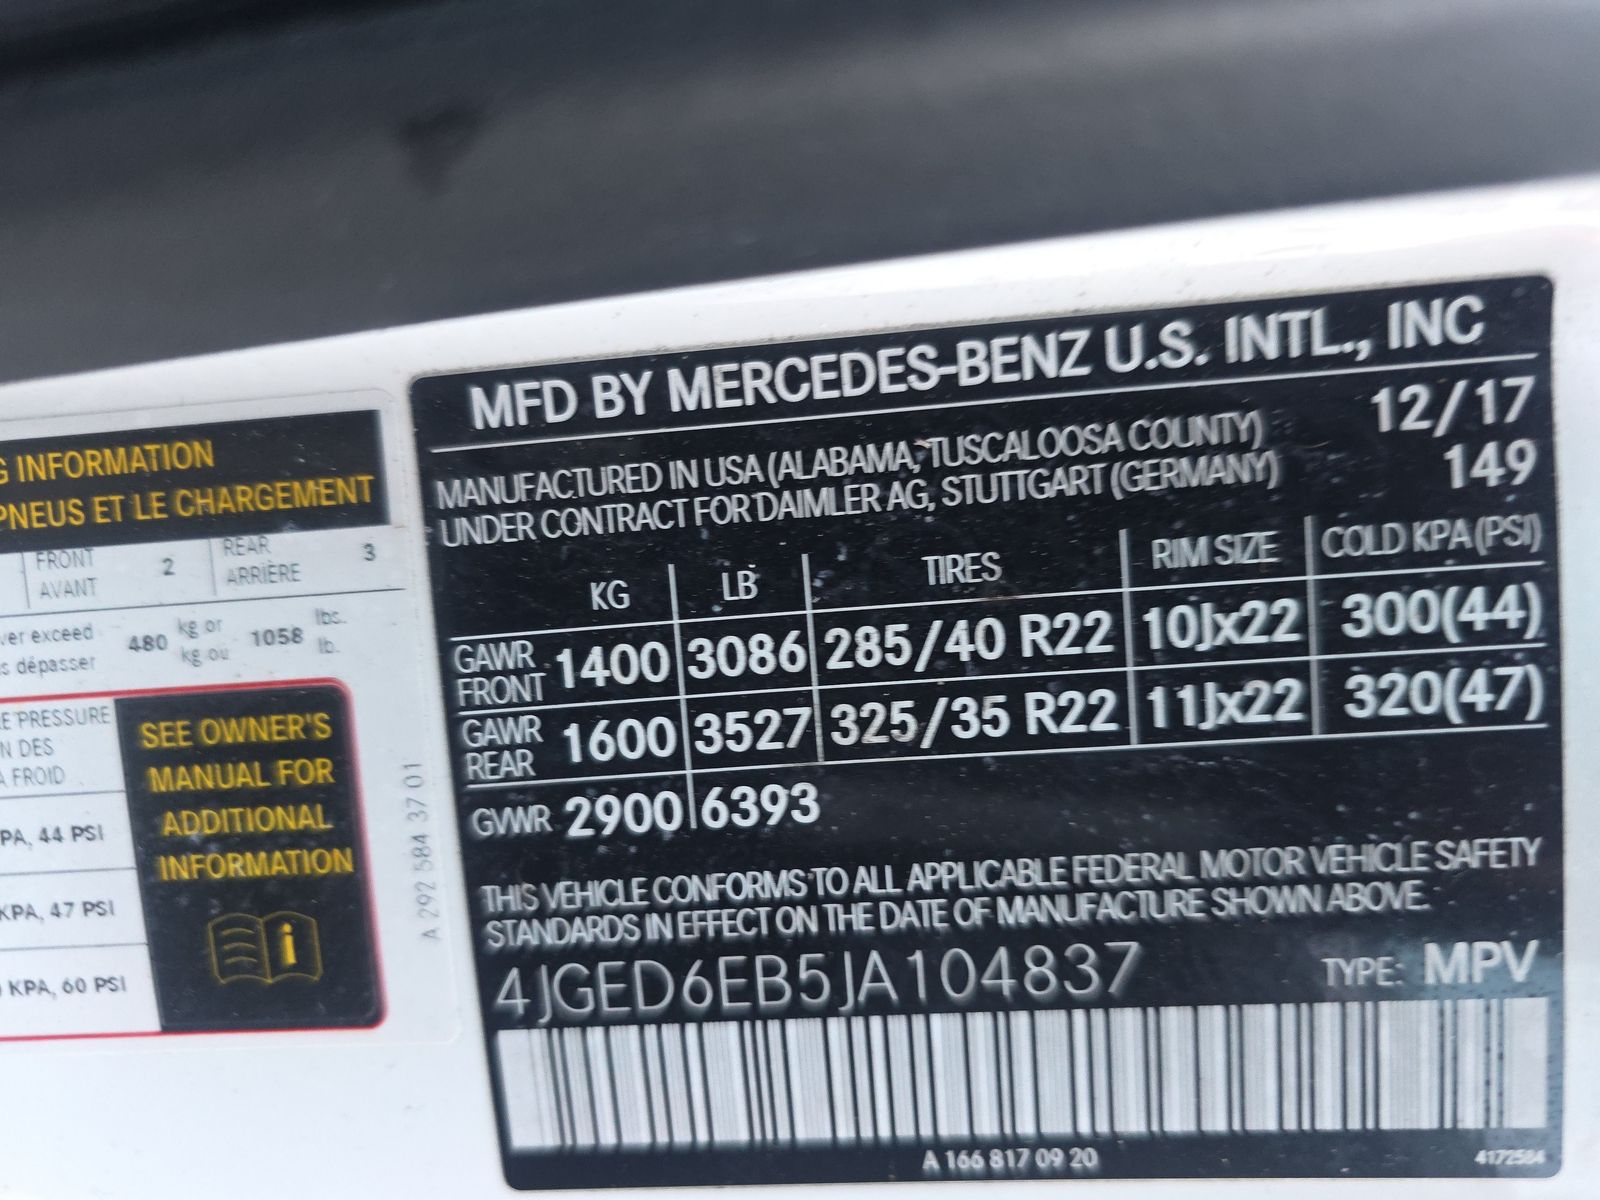 G INFORMATION
PNEUS ET LE CHARGEMENT
FRONT
AVANT
2
REAR
ARRIÈRE
3
ver exceed
s dépasser
480
kg or
kg ou
1058
lbs.
lb.
E PRESSURE
N DES
A FROID
PA, 44 PSI
KPA, 47 PSI
KPA, 60 PSI
SEE OWNER'S
MANUAL FOR
ADDITIONAL
INFORMATION
A 292 584 37 01
MFD BY MERCEDES-BENZ U.S. INTL., INC
MANUFACTURED IN USA (ALABAMA, TUSCALOOSA COUNTY) 12/17
UNDER CONTRACT FOR DAIMLER AG, STUTTGART (GERMANY) 149
KG LB TIRES RIM SIZE COLD KPA (PSI)
GAWR FRONT 1400 3086 285/40 R22 10Jx22 300(44)
GAWR REAR 1600 3527 325/35 R22 11Jx22 320(47)
GVWR 2900 6393
THIS VEHICLE CONFORMS TO ALL APPLICABLE FEDERAL MOTOR VEHICLE SAFETY
STANDARDS IN EFFECT ON THE DATE OF MANUFACTURE SHOWN ABOVE.
4JGED6EB5JA104837 TYPE: MPV
A 166 817 09 20
4172584